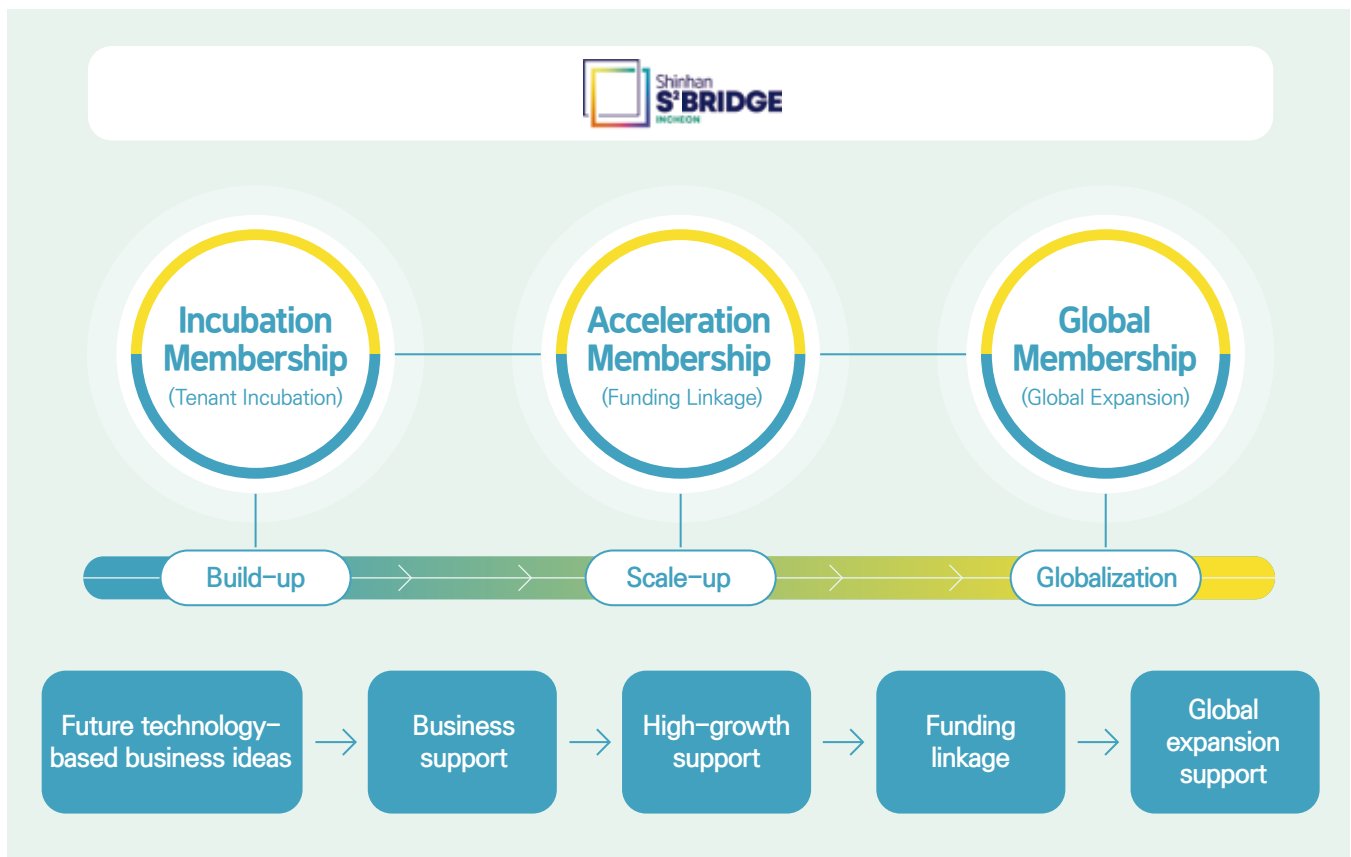 Shinhan
S²BRIDGE
INCHEON
Incubation
Membership
(Tenant Incubation)
Acceleration
Membership
(Funding Linkage)
Global
Membership
(Global Expansion)
Build-up
Scale-up
Globalization
Future technology-
based business ideas
Business
support
High-growth
support
Funding
linkage
Global
expansion
support